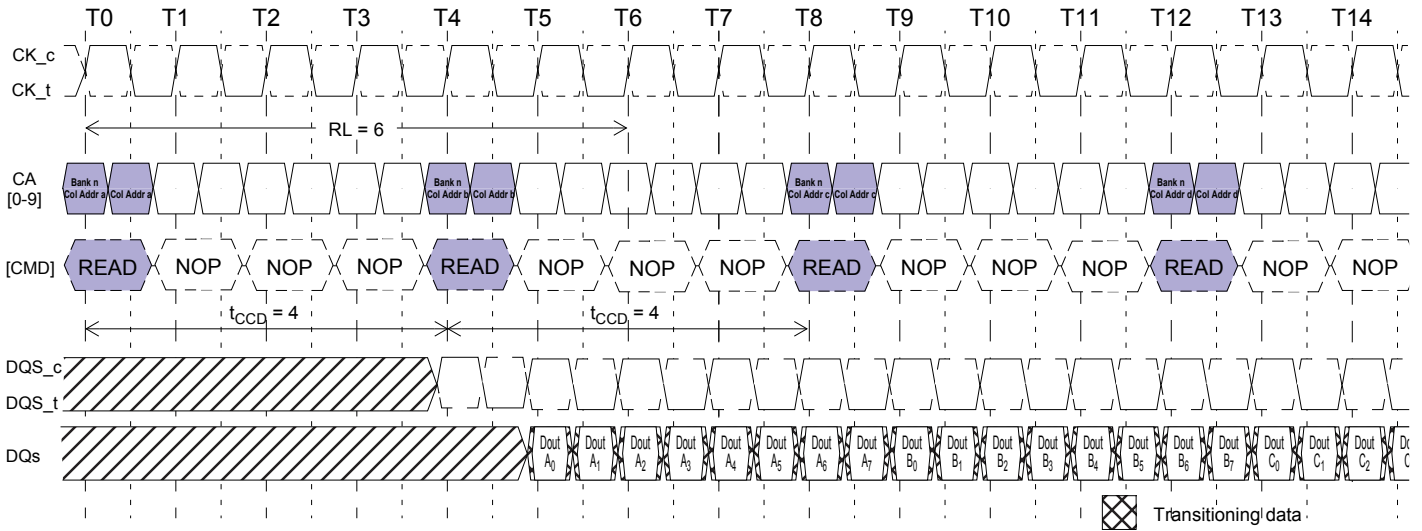 T0 T1 T2 T3 T4 T5 T6 T7 T8 T9 T10 T11 T12 T13 T14
CK_c
CK_t
RL = 6
CA
[0-9]
Bank n
Col Addr a
Col Addr a
Bank n
Col Addr b
Col Addr b
Bank n
Col Addr c
Col Addr c
Bank n
Col Addr d
Col Addr d
[CMD] READ NOP NOP NOP READ NOP NOP NOP READ NOP NOP NOP READ NOP NOP
tCCD = 4 tCCD = 4
DQS_c
DQS_t
DQs
Dout Dout Dout Dout Dout Dout Dout Dout Dout Dout Dout Dout Dout Dout Dout Dout Dout Dout Dout
A0 A1 A2 A3 A4 A5 A6 A7 B0 B1 B2 B3 B4 B5 B6 B7 C0 C1 C2
Transitioning data